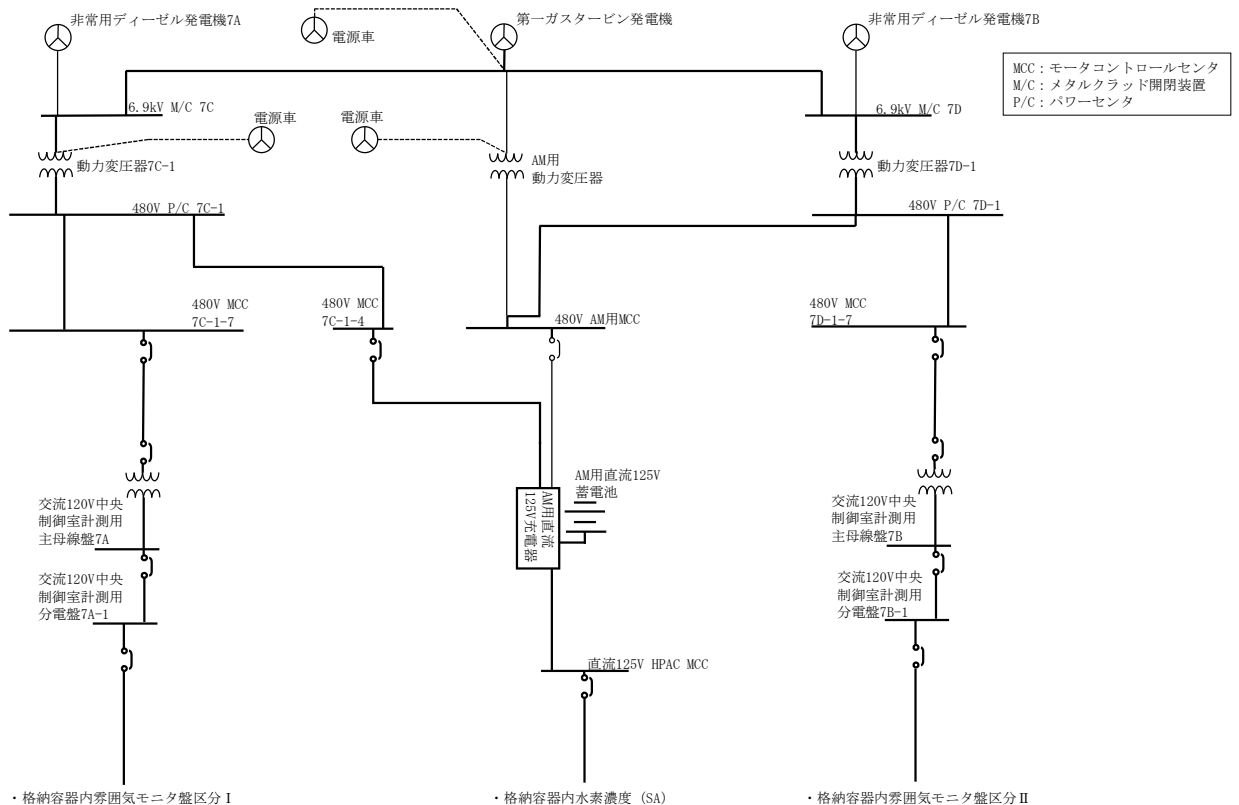 非常用ディーゼル発電機7A
電源車
第一ガスタービン発電機
非常用ディーゼル発電機7B
MCC：モータコントロールセンタ
M/C：メタルクラッド開閉装置
P/C：パワーセンタ
6.9kV M/C 7C
電源車
電源車
6.9kV M/C 7D
動力変圧器7C-1
AM用
動力変圧器
動力変圧器7D-1
480V P/C 7C-1
480V P/C 7D-1
480V MCC
7C-1-7
480V MCC
7C-1-4
480V AM用MCC
480V MCC
7D-1-7
AM用直流125V
蓄電池
AM用直流
125V充電器
交流120V中央
制御室計測用
主母線盤7A
交流120V中央
制御室計測用
主母線盤7B
交流120V中央
制御室計測用
分電盤7A-1
交流120V中央
制御室計測用
分電盤7B-1
直流125V HPAC MCC
・格納容器内雰囲気モニタ盤区分Ⅰ
・格納容器内水素濃度（SA）
・格納容器内雰囲気モニタ盤区分Ⅱ